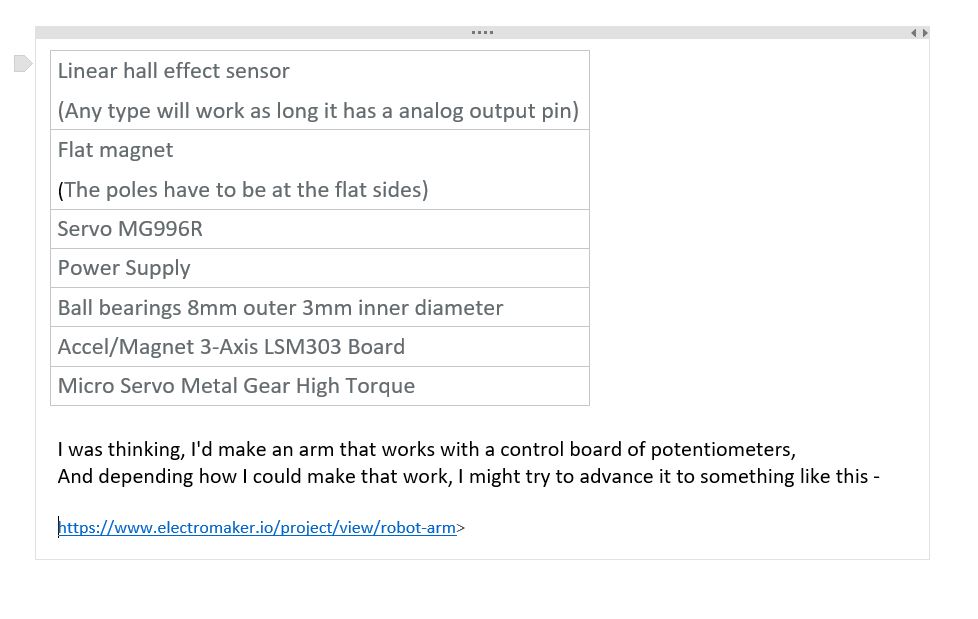 Linear hall effect sensor
(Any type will work as long it has a analog output pin)
Flat magnet
(The poles have to be at the flat sides)
Servo MG996R
Power Supply
Ball bearings 8mm outer 3mm inner diameter
Accel/Magnet 3-Axis LSM303 Board
Micro Servo Metal Gear High Torque
I was thinking, I'd make an arm that works with a control board of potentiometers,
And depending how I could make that work, I might try to advance it to something like this -
https://www.electromaker.io/project/view/robot-arm>